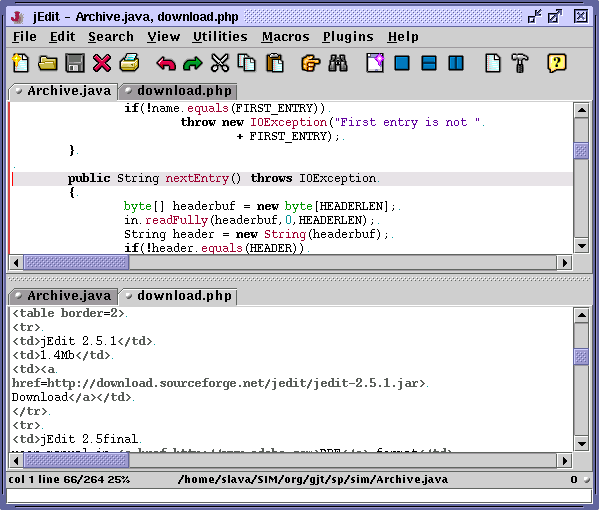 jEdit - Archive.java, download.php
File Edit Search View Utilities Macros Plugins Help
Archive.java download.php
if(!name.equals(FIRST_ENTRY)).
throw new IOException("First entry is not ".
+ FIRST_ENTRY);.
}.
.
public String nextEntry() throws IOException.
{.
byte[] headerbuf = new byte[HEADERLEN];.
in.readFully(headerbuf,0,HEADERLEN);.
String header = new String(headerbuf);.
if(!header.equals(HEADER)).
Archive.java download.php
<table border=2>.
<tr>.
<td>jEdit 2.5.1</td>.
<td>1.4Mb</td>.
<td><a.
href=http://download.sourceforge.net/jedit/jedit-2.5.1.jar>.
Download</a></td>.
</tr>.
<tr>.
<td>jEdit 2.5final.
col 1 line 66/264 25% /home/slava/SIM/org/gjt/sp/sim/Archive.java 0